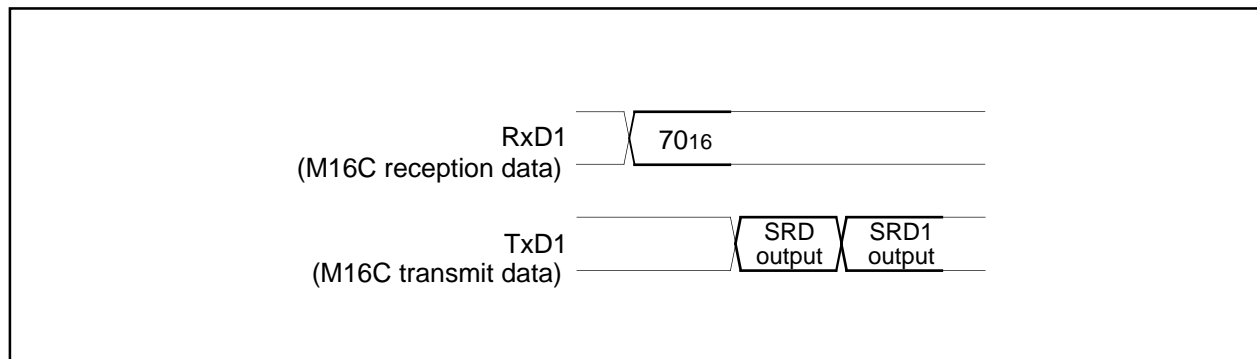 RxD1
(M16C reception data)
7016
TxD1
(M16C transmit data)
SRD
output
SRD1
output